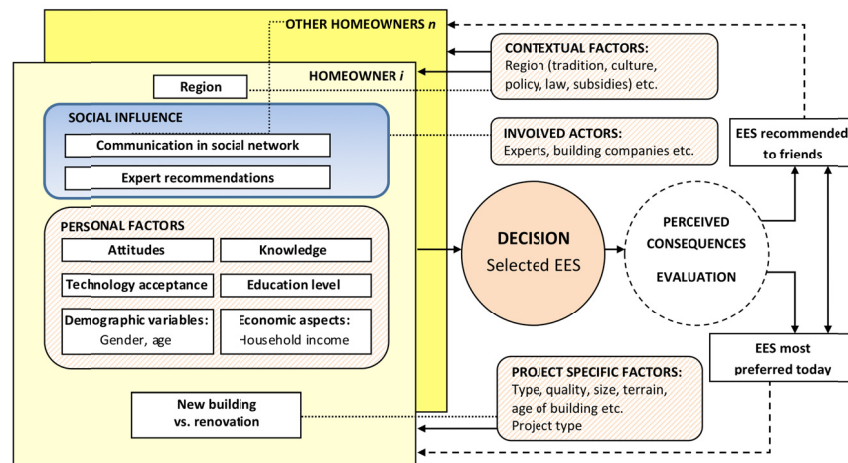 OTHER HOMEOWNERS n
HOMEOWNER i
Region
SOCIAL INFLUENCE
Communication in social network
Expert recommendations
PERSONAL FACTORS
Attitudes
Knowledge
Technology acceptance
Education level
Demographic variables:
Gender, age
Economic aspects:
Household income
New building
vs. renovation
CONTEXTUAL FACTORS:
Region (tradition, culture,
policy, law, subsidies) etc.
INVOLVED ACTORS:
Experts, building companies etc.
DECISION
Selected EES
PERCEIVED
CONSEQUENCES
EVALUATION
EES recommended
to friends
EES most
preferred today
PROJECT SPECIFIC FACTORS:
Type, quality, size, terrain,
age of building etc.
Project type